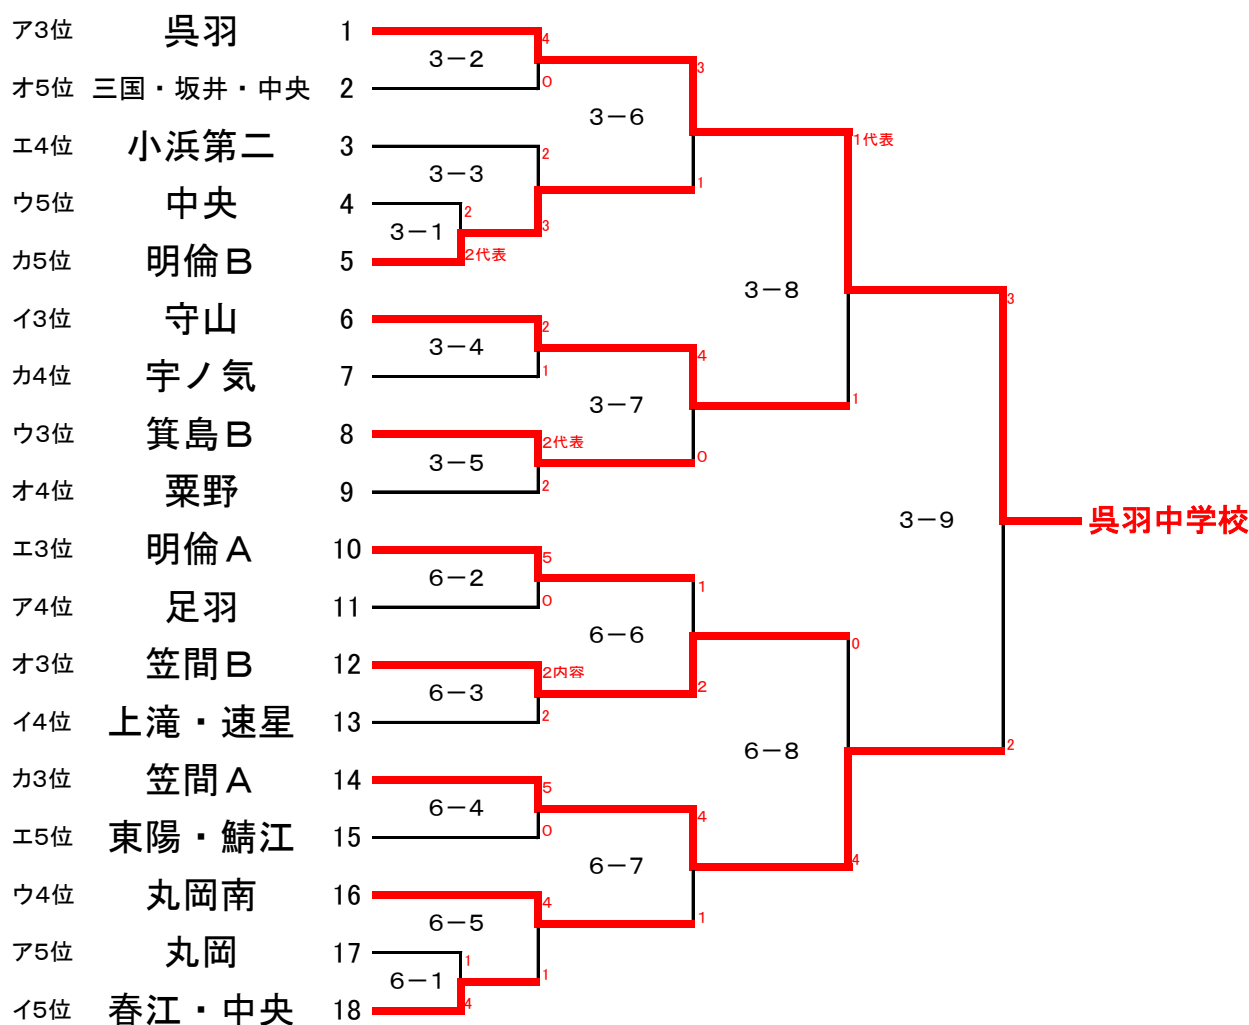 ア3位 呉羽 1
4
3－2
オ5位 三国・坂井・中央 2
0
3
3－6
エ4位 小浜第二 3
2
3－3
1代表
ウ5位 中央 4
2
1
3－1
3
カ5位 明倫B 5
2代表
3－8
3
イ3位 守山 6
2
3－4
4
カ4位 宇ノ気 7
1
3－7
1
ウ3位 箕島B 8
2代表
3－5
0
オ4位 粟野 9
2
3－9
呉羽中学校
エ3位 明倫A 10
5
6－2
1
ア4位 足羽 11
0
6－6
0
オ3位 笠間B 12
2内容
6－3
2
イ4位 上滝・速星 13
2
6－8
2
カ3位 笠間A 14
5
6－4
4
エ5位 東陽・鯖江 15
0
6－7
4
ウ4位 丸岡南 16
4
6－5
1
ア5位 丸岡 17
1
1
6－1
イ5位 春江・中央 18
4